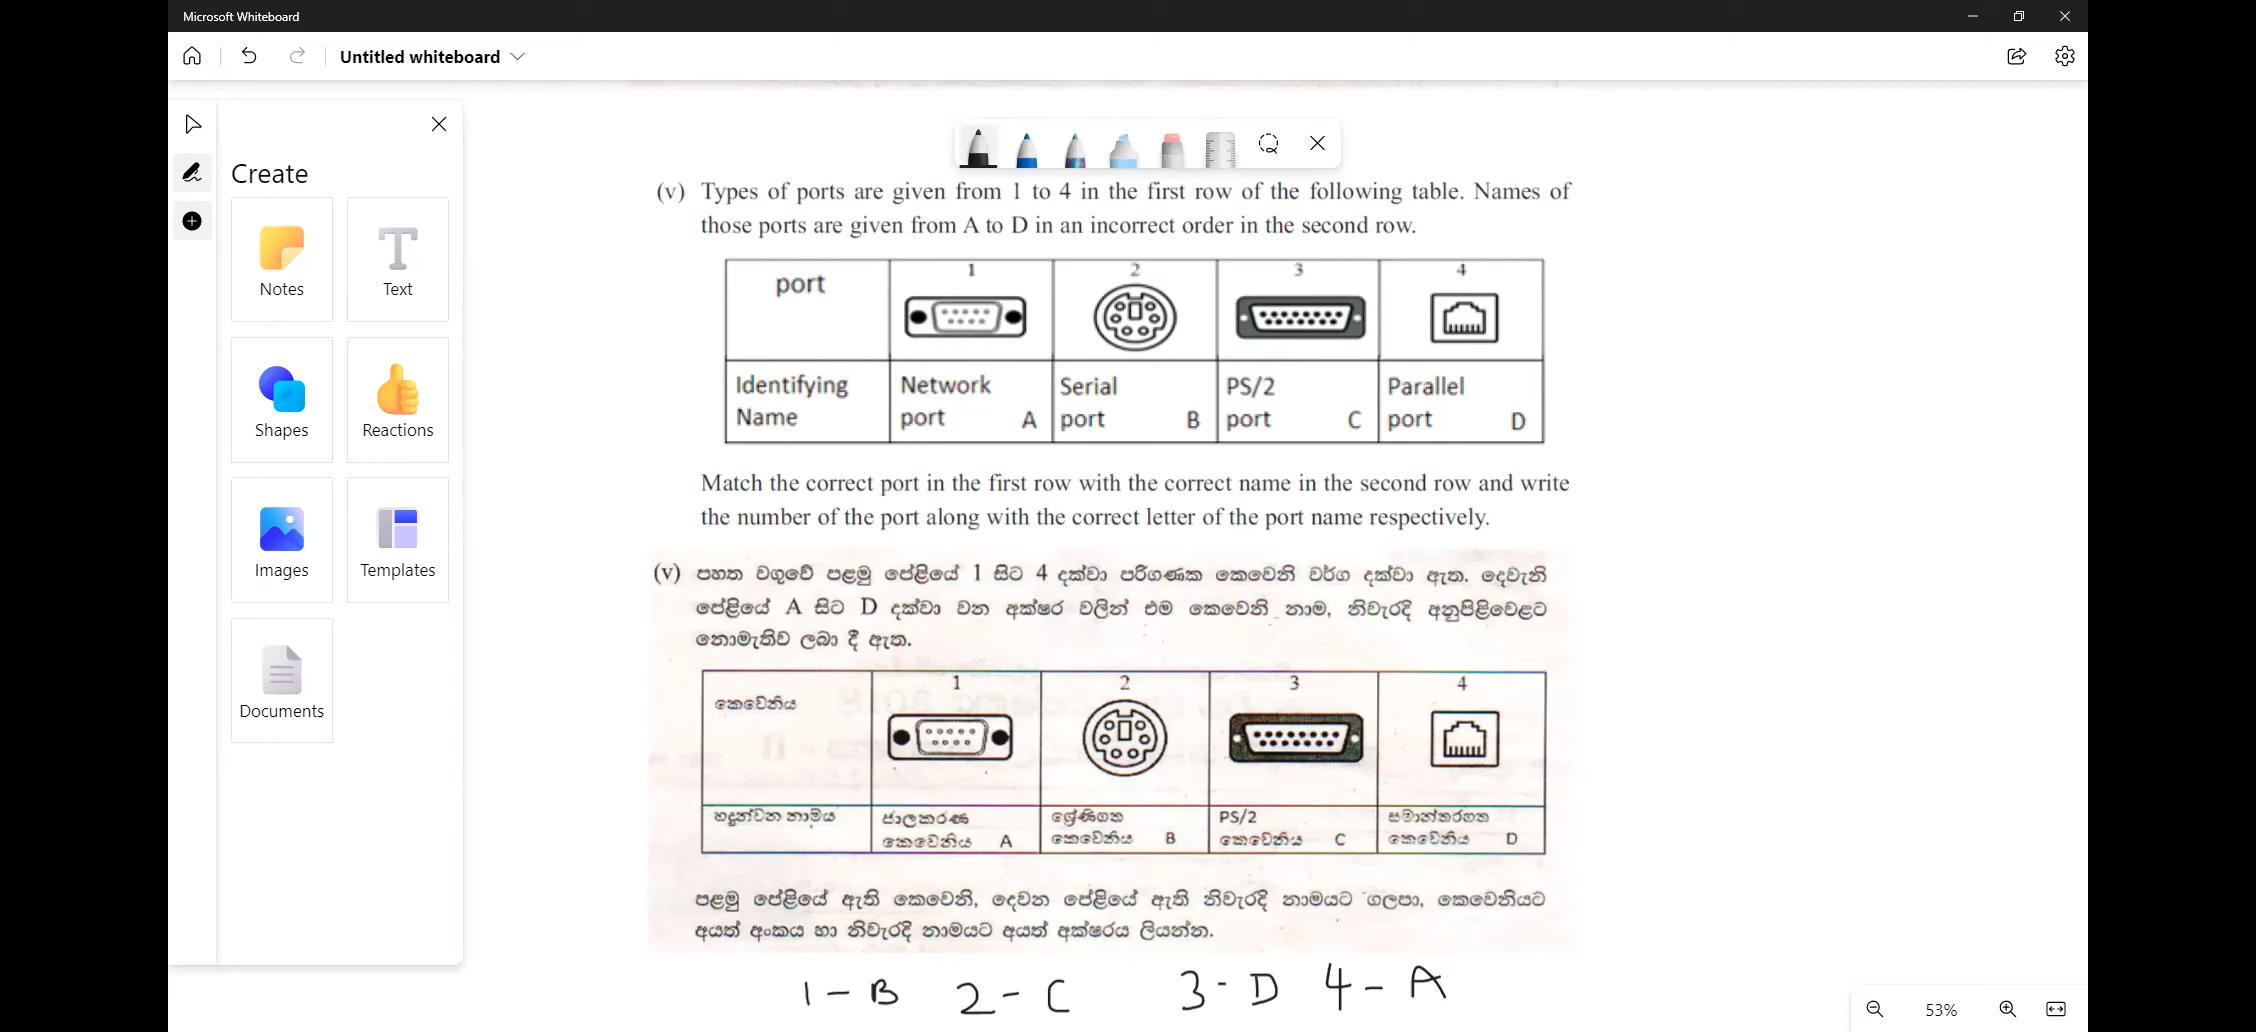 Microsoft Whiteboard
Untitled whiteboard
Create
Notes
Text
Shapes
Reactions
Images
Templates
Documents
(v) Types of ports are given from 1 to 4 in the first row of the following table. Names of
those ports are given from A to D in an incorrect order in the second row.
port 1 2 3 4
Identifying Name Network port A Serial port B PS/2 port C Parallel port D
Match the correct port in the first row with the correct name in the second row and write
the number of the port along with the correct letter of the port name respectively.
(v) පහත වගුවේ පළමු පේළියේ 1 සිට 4 දක්වා පරිගණක කෙවෙනි වර්ග දක්වා ඇත. දෙවැනි
පේළියේ A සිට D දක්වා වන අක්ෂර වලින් එම කෙවෙනි නාම, නිවැරදි අනුපිළිවෙළට
නොමැතිව ලබා දී ඇත.
කෙවෙනිය 1 2 3 4
හඳුන්වන නාමය ජාලකරණ කෙවෙනිය A ශ්‍රේණිගත කෙවෙනිය B PS/2 කෙවෙනිය C සමාන්තරගත කෙවෙනිය D
පළමු පේළියේ ඇති කෙවෙනි, දෙවන පේළියේ ඇති නිවැරදි නාමයට ගලපා, කෙවෙනියට
අයත් අංකය හා නිවැරදි නාමයට අයත් අක්ෂරය ලියන්න.
1 - B 2 - C 3 - D 4 - A
53%